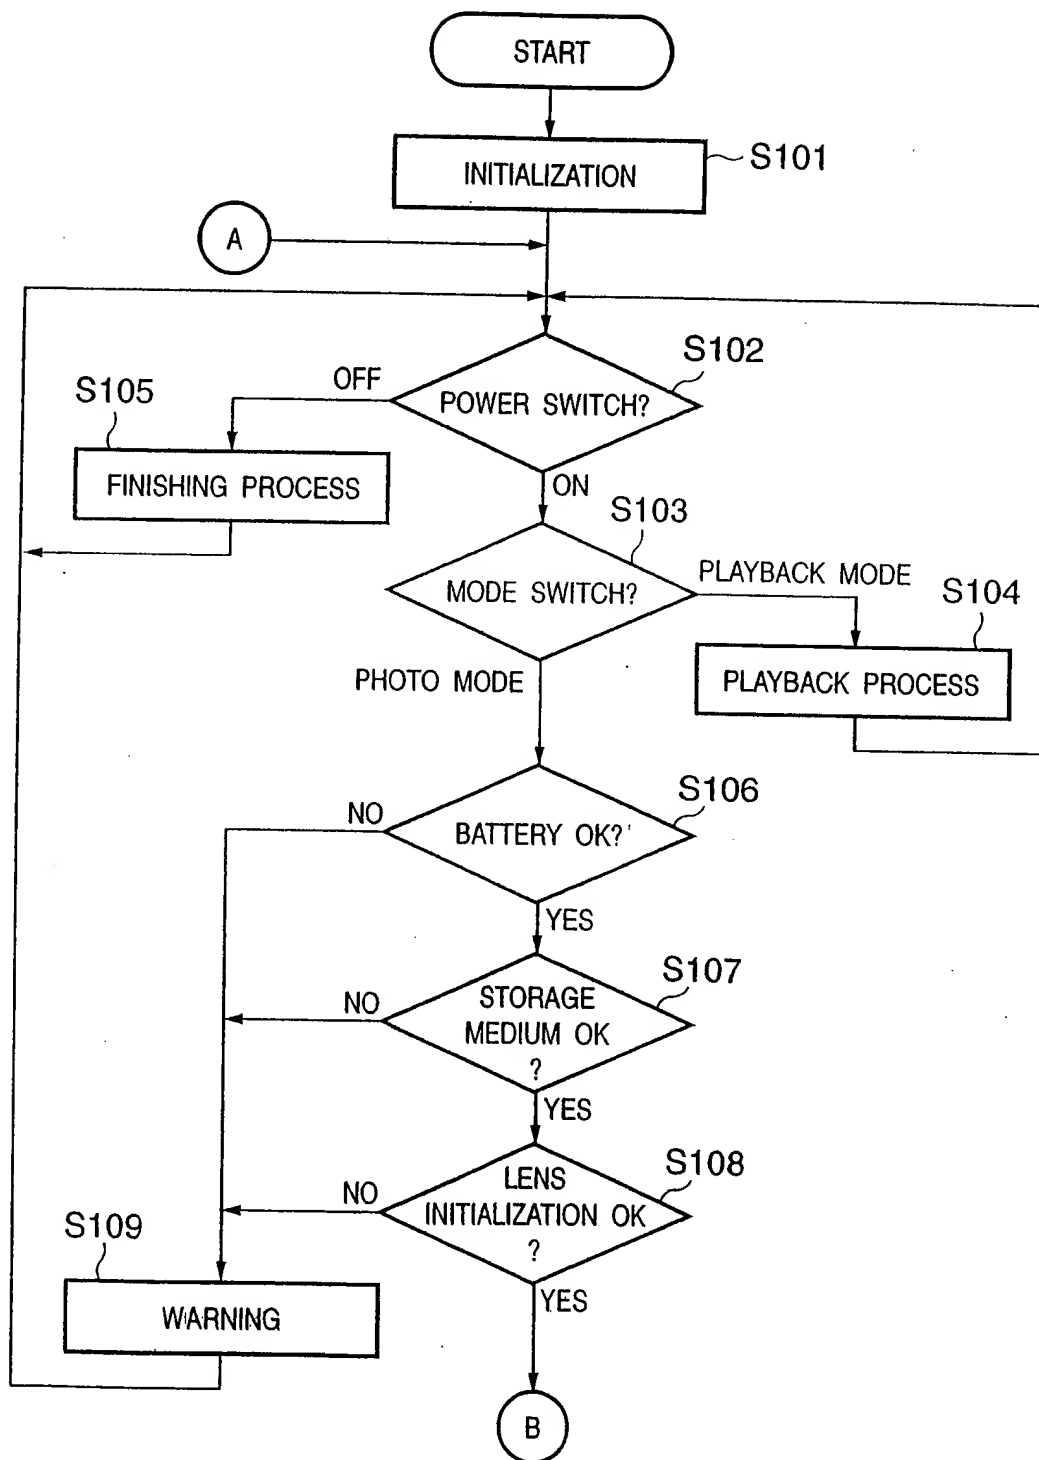 START
INITIALIZATION
S101
A
S102
OFF
POWER SWITCH?
S105
FINISHING PROCESS
ON
S103
MODE SWITCH?
PLAYBACK MODE
S104
PHOTO MODE
PLAYBACK PROCESS
S106
NO
BATTERY OK?
YES
S107
NO
STORAGE
MEDIUM OK
?
YES
S108
NO
LENS
INITIALIZATION OK
?
S109
YES
WARNING
B